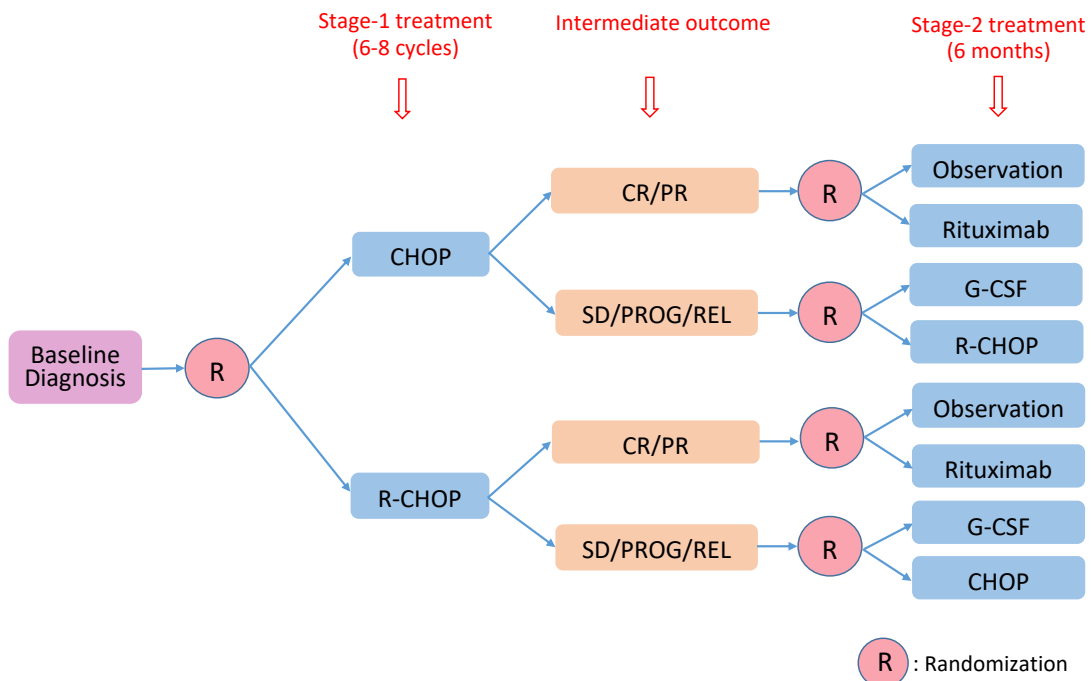 Stage-1 treatment
(6-8 cycles)
Intermediate outcome
Stage-2 treatment
(6 months)
Baseline
Diagnosis
R
CHOP
R-CHOP
CR/PR
SD/PROG/REL
CR/PR
SD/PROG/REL
R
R
R
R
Observation
Rituximab
G-CSF
R-CHOP
Observation
Rituximab
G-CSF
CHOP
R : Randomization